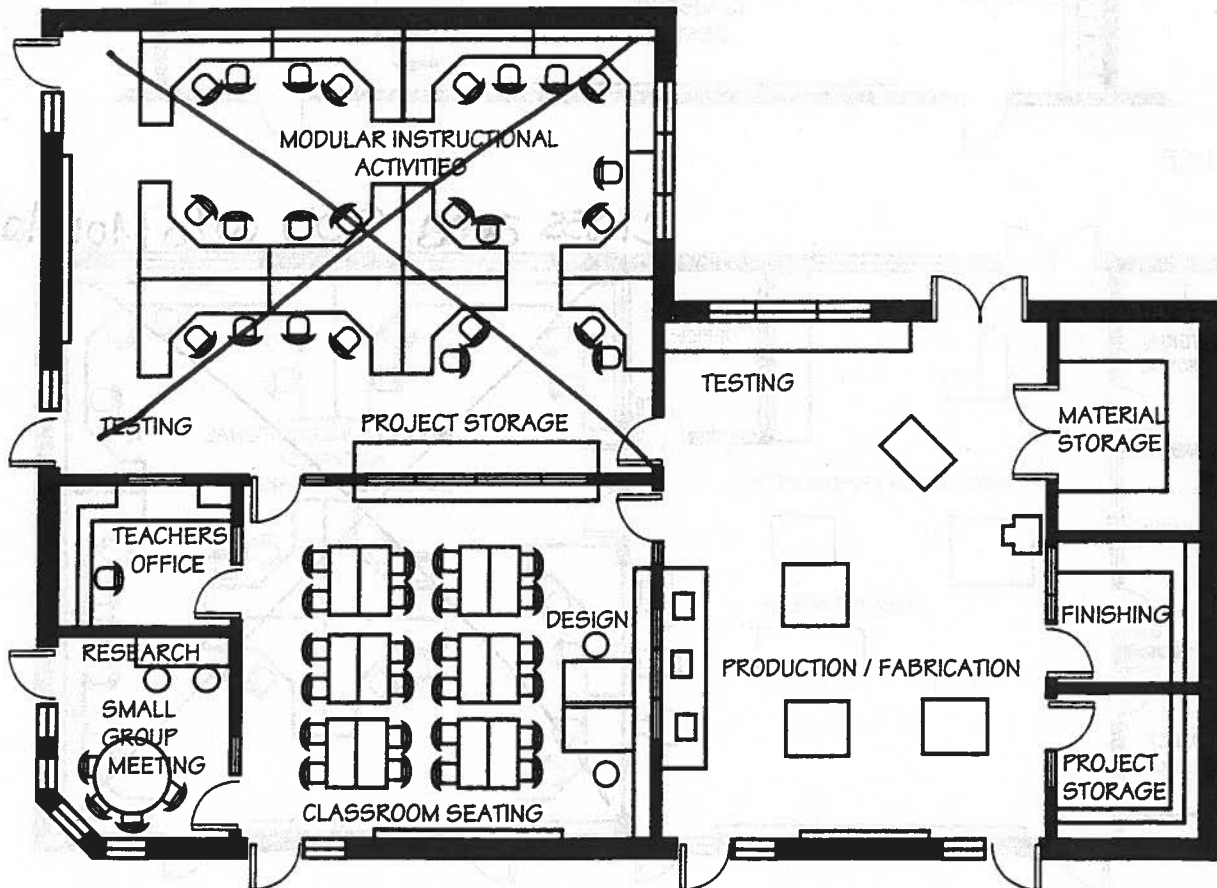 MODULAR INSTRUCTIONAL
ACTIVITIES
TESTING
PROJECT STORAGE
TESTING
MATERIAL
STORAGE
TEACHERS
OFFICE
DESIGN
FINISHING
RESEARCH
SMALL
GROUP
MEETING
PRODUCTION / FABRICATION
PROJECT
STORAGE
CLASSROOM SEATING